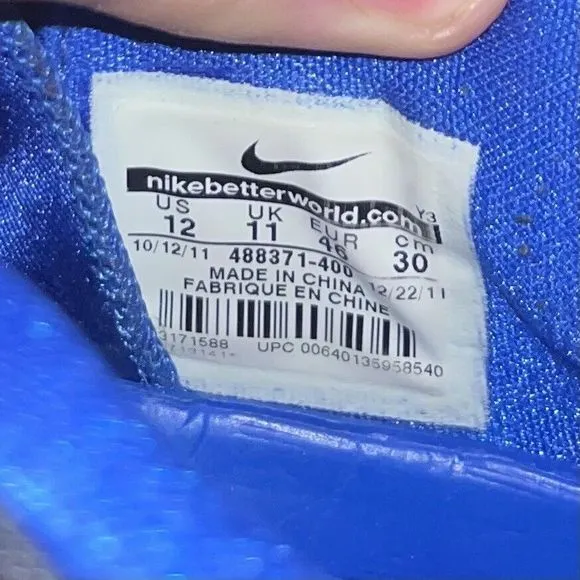 nikebetterworld.com Y3
US UK EUR cm
12 11 46 30
10/12/11 488371-400 12/22/11
MADE IN CHINA
FABRIQUE EN CHINE
3171588 UPC 00640135958540